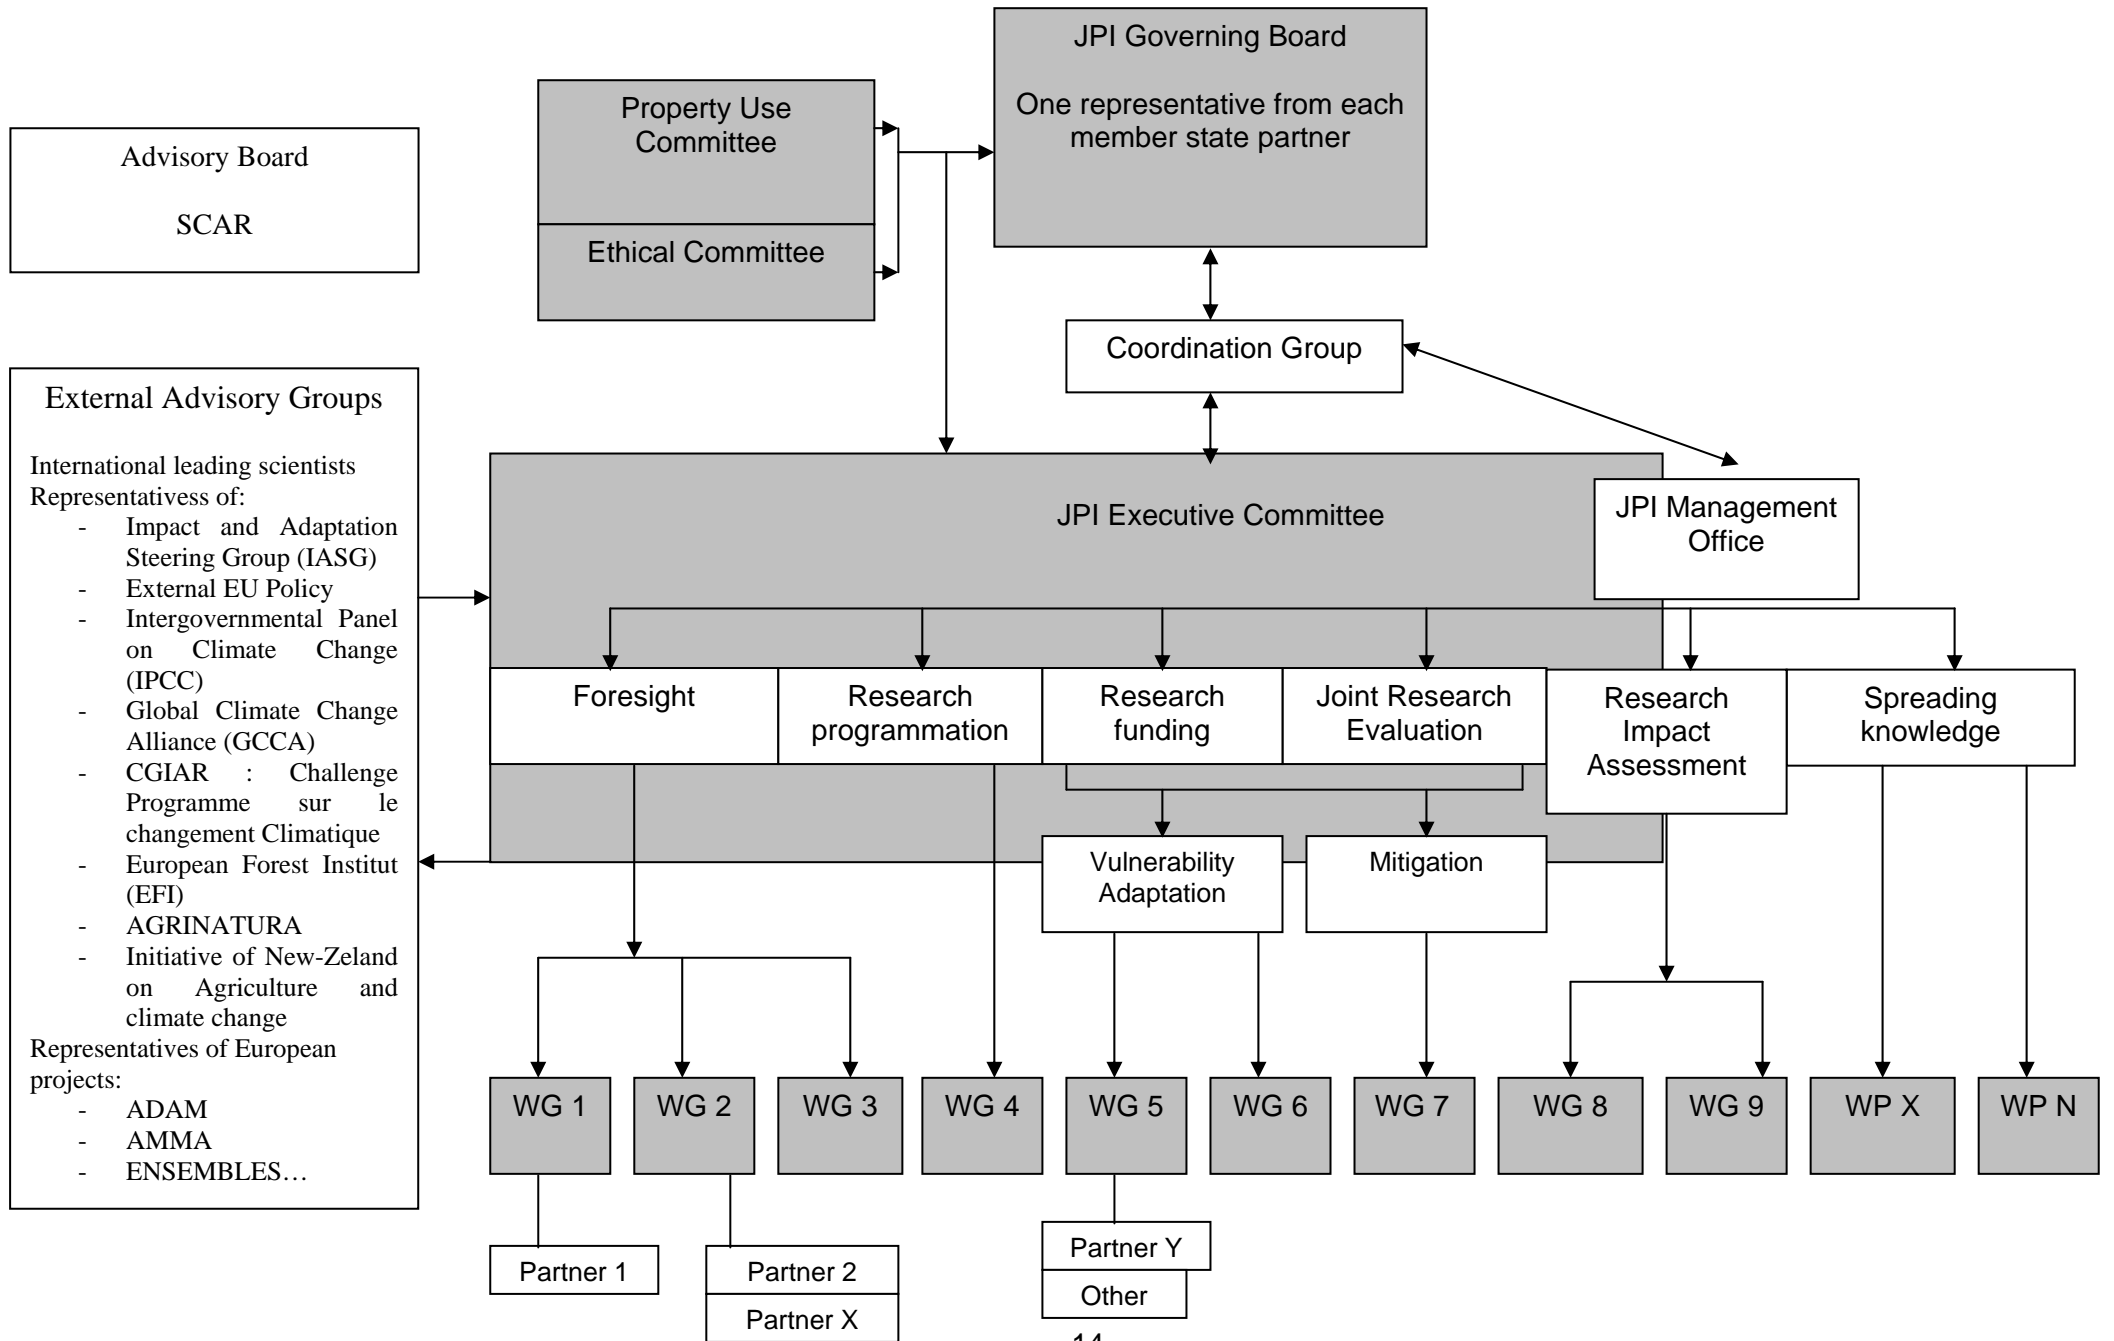 JPI Governing Board
One representative from each
member state partner
Property Use
Committee
Ethical Committee
Advisory Board
SCAR
Coordination Group
External Advisory Groups
International leading scientists
Representativess of:
- Impact and Adaptation
Steering Group (IASG)
- External EU Policy
- Intergovernmental Panel
on Climate Change
(IPCC)
- Global Climate Change
Alliance (GCCA)
- CGIAR : Challenge
Programme sur le
changement Climatique
- European Forest Institut
(EFI)
- AGRINATURA
- Initiative of New-Zeland
on Agriculture and
climate change
Representatives of European
projects:
- ADAM
- AMMA
- ENSEMBLES…
JPI Executive Committee
JPI Management
Office
Foresight
Research
programmation
Research
funding
Joint Research
Evaluation
Research
Impact
Assessment
Spreading
knowledge
Vulnerability
Adaptation
Mitigation
WG 1
WG 2
WG 3
WG 4
WG 5
WG 6
WG 7
WG 8
WG 9
WP X
WP N
Partner 1
Partner 2
Partner X
Partner Y
Other
14